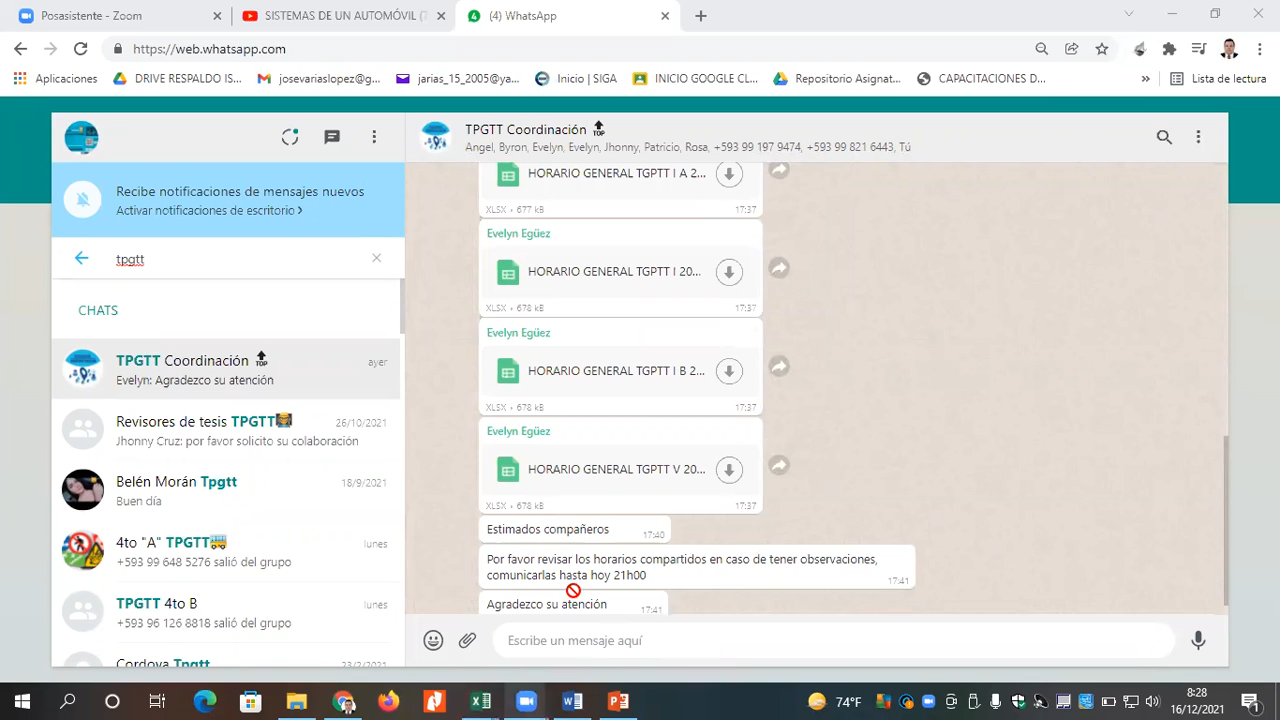 Posasistente - Zoom
SISTEMAS DE UN AUTOMÓVIL (
(4) WhatsApp
https://web.whatsapp.com
Aplicaciones
DRIVE RESPALDO IS...
josevariaslopez@g...
jarias_15_2005@ya...
Inicio | SIGA
INICIO GOOGLE CL...
Repositorio Asignat...
CAPACITACIONES D...
»
Lista de lectura
TPGTT Coordinación TOP
Angel, Byron, Evelyn, Evelyn, Jhonny, Patricio, Rosa, +593 99 197 9474, +593 99 821 6443, Tú
Recibe notificaciones de mensajes nuevos
Activar notificaciones de escritorio >
tpgtt
CHATS
TPGTT Coordinación TOP
ayer
Evelyn: Agradezco su atención
Revisores de tesis TPGTT
26/10/2021
Jhonny Cruz: por favor solicito su colaboración
Belén Morán Tpgtt
18/9/2021
Buen día
4to "A" TPGTT
lunes
+593 99 648 5276 salió del grupo
TPGTT 4to B
lunes
+593 96 126 8818 salió del grupo
Cordova Tpgtt
23/2/2021
HORARIO GENERAL TGPTT I A 2...
XLSX • 677 kB
17:37
Evelyn Egüez
HORARIO GENERAL TGPTT I 20...
XLSX • 678 kB
17:37
Evelyn Egüez
HORARIO GENERAL TGPTT I B 2...
XLSX • 678 kB
17:37
Evelyn Egüez
HORARIO GENERAL TGPTT V 20...
XLSX • 678 kB
17:37
Estimados compañeros
17:40
Por favor revisar los horarios compartidos en caso de tener observaciones,
comunicarlas hasta hoy 21h00
17:41
Agradezco su atención
17:41
Escribe un mensaje aquí
74°F
8:28
16/12/2021